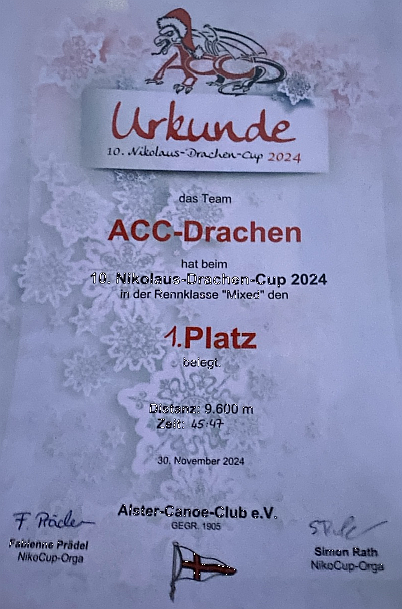 ACC
Urkunde
10. Nikolaus-Drachen-Cup 2024
das Team
ACC-Drachen
hat beim
10. Nikolaus-Drachen-Cup 2024
in der Rennklasse "Mixed" den
1.Platz
belegt.
Distanz: 9.600 m
Zeit: 45:47
30. November 2024
Alster-Canoe-Club e.V.
GEGR. 1905
F. Prädel
Fabienne Prädel
NikoCup-Orga
Simon Rath
NikoCup-Orga